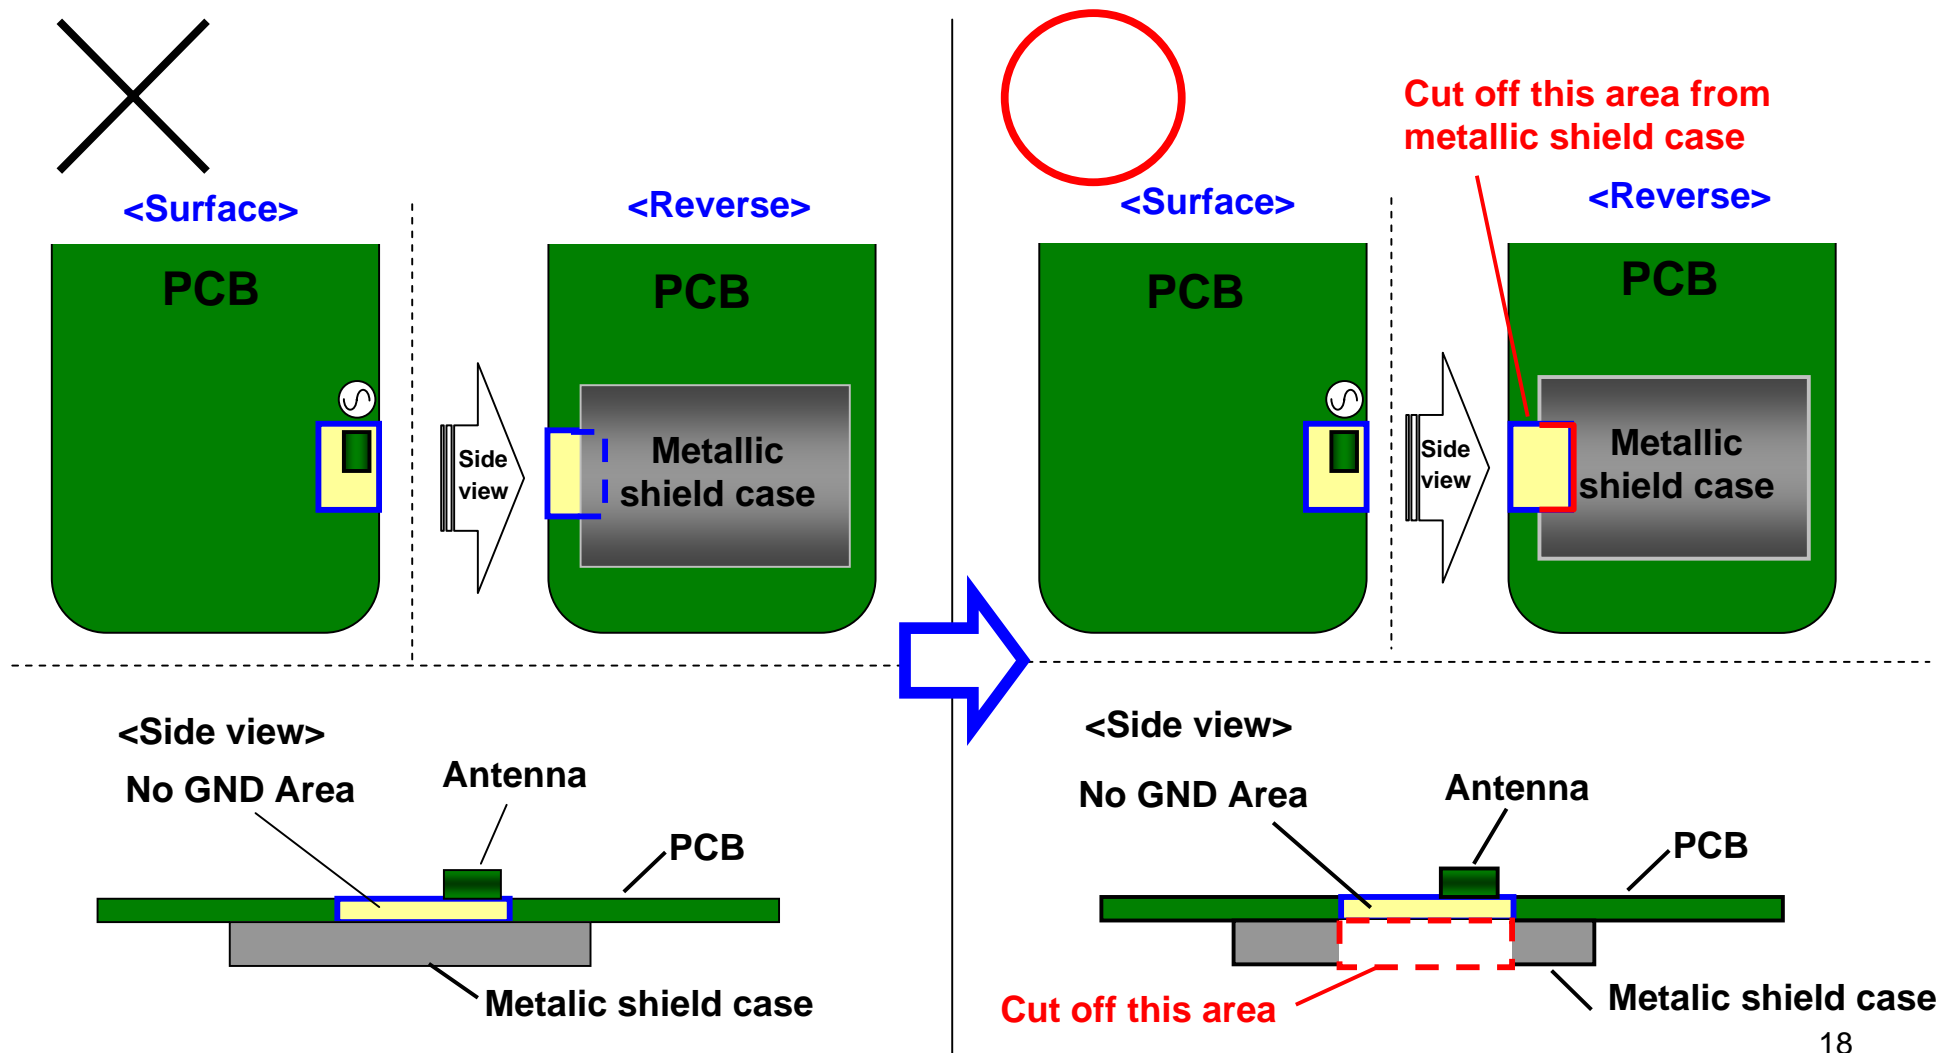 <Surface>
<Reverse>
PCB
PCB
Side
view
Metallic
shield case
<Side view>
No GND Area
Antenna
PCB
Metalic shield case
Cut off this area from
metallic shield case
<Surface>
<Reverse>
PCB
PCB
Side
view
Metallic
shield case
<Side view>
No GND Area
Antenna
PCB
Cut off this area
Metalic shield case
18